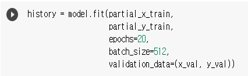 history = model.fit(partial_x_train,
partial_y_train,
epochs=20,
batch_size=512,
validation_data=(x_val, y_val))